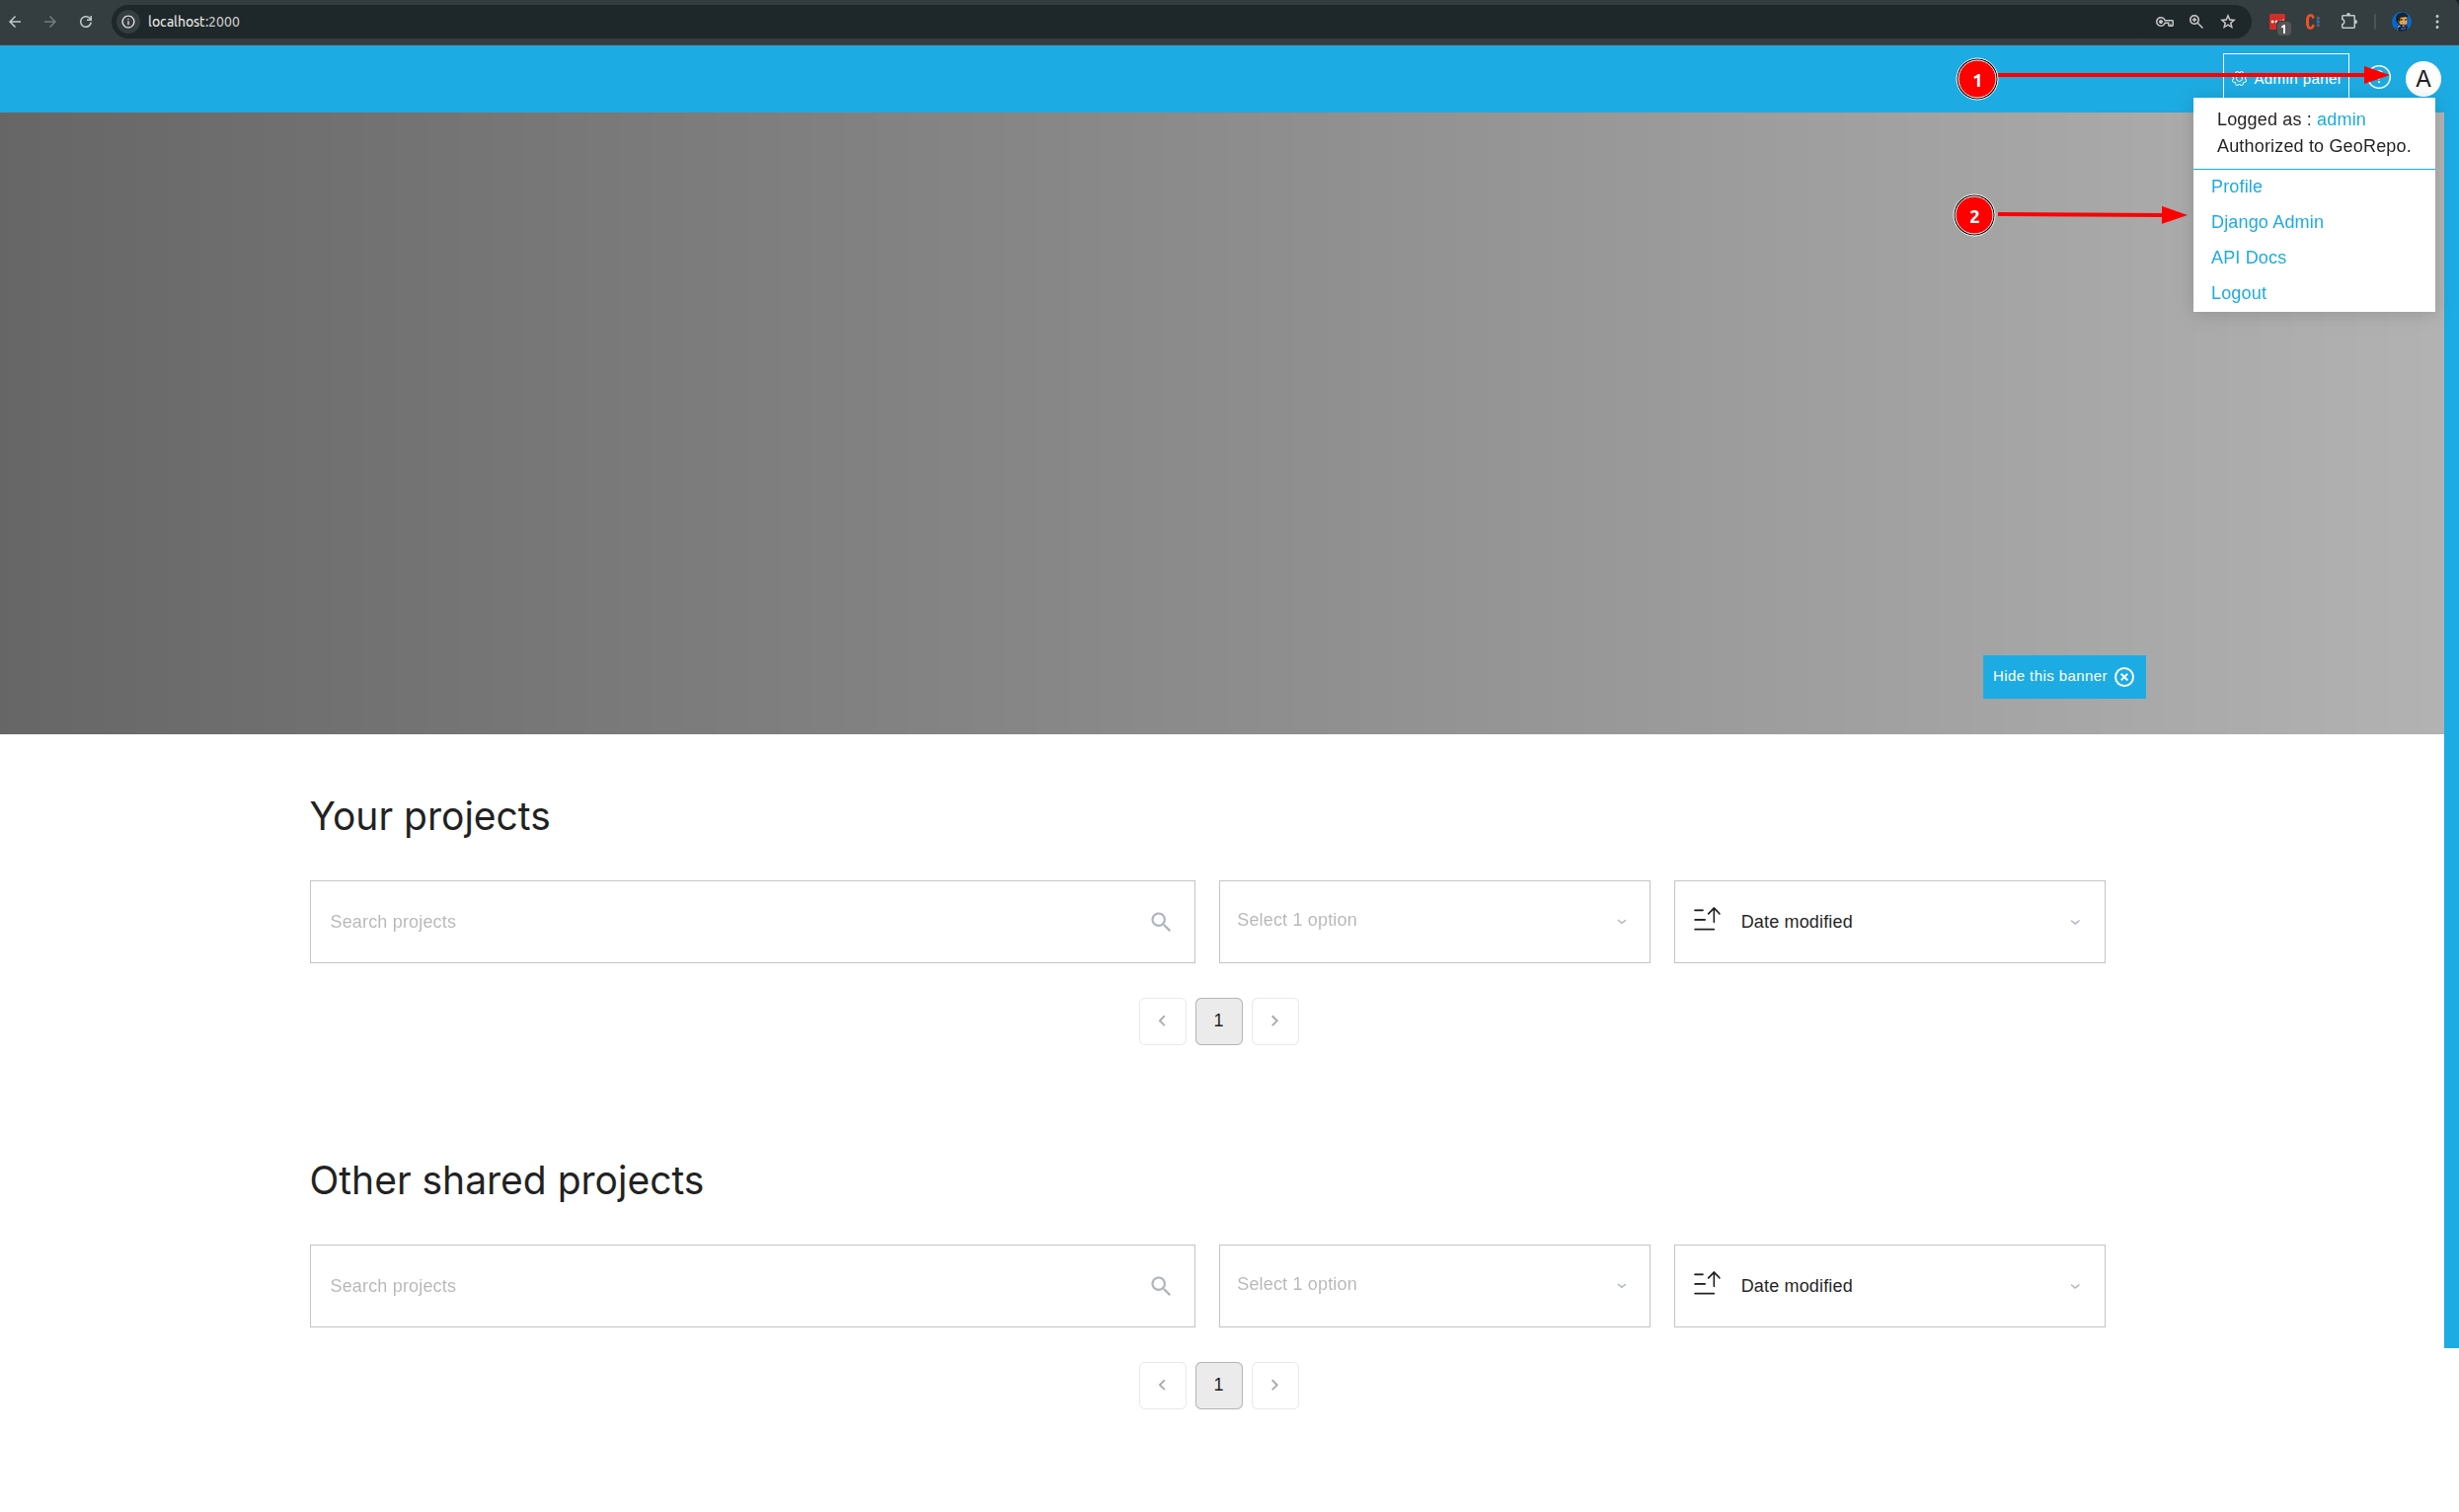 localhost:2000
1
1
Admin panel
A
Logged as : admin
Authorized to GeoRepo.
Profile
2
Django Admin
API Docs
Logout
Hide this banner
Your projects
Search projects
Select 1 option
Date modified
1
Other shared projects
Search projects
Select 1 option
Date modified
1